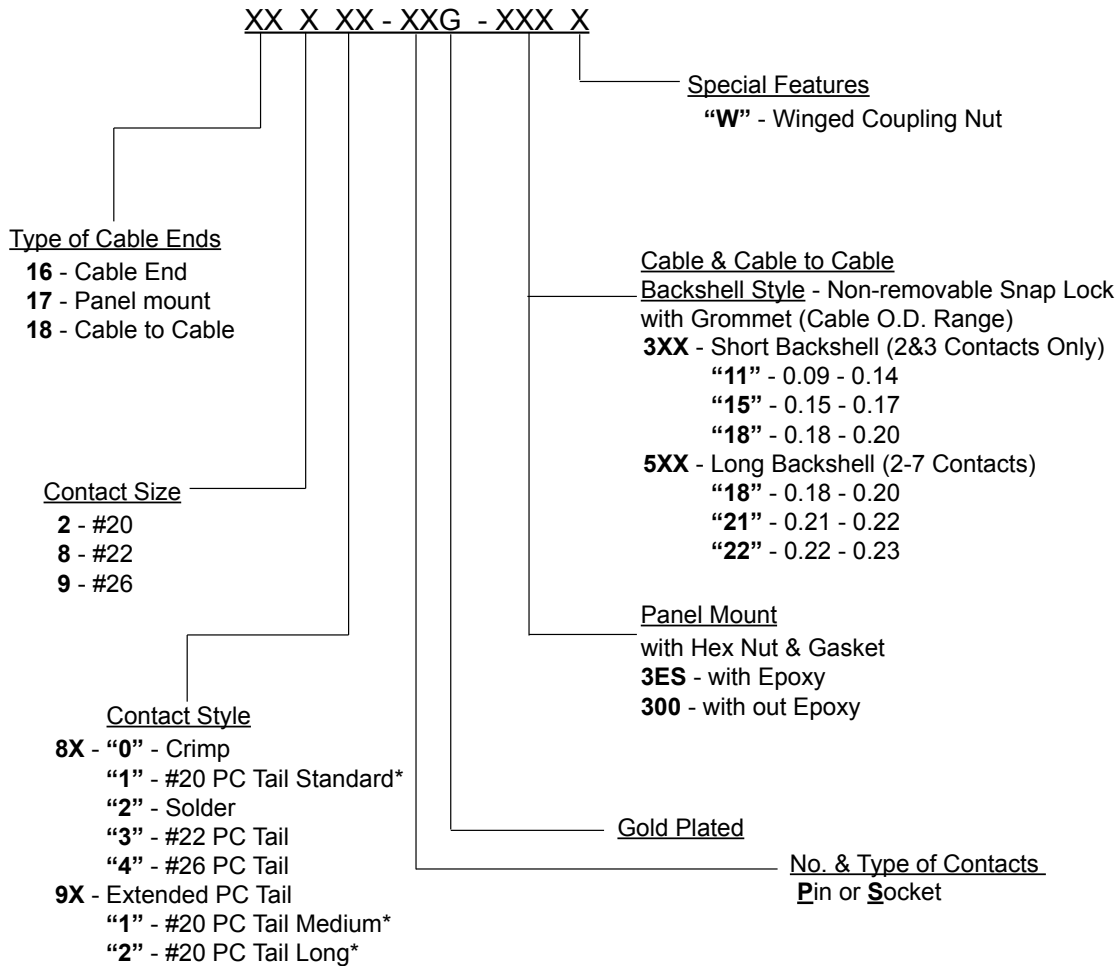 XX X XX - XXG - XXX X
Special Features
“W” - Winged Coupling Nut
Type of Cable Ends
16 - Cable End
17 - Panel mount
18 - Cable to Cable
Cable & Cable to Cable
Backshell Style - Non-removable Snap Lock
with Grommet (Cable O.D. Range)
3XX - Short Backshell (2&3 Contacts Only)
“11” - 0.09 - 0.14
“15” - 0.15 - 0.17
“18” - 0.18 - 0.20
5XX - Long Backshell (2-7 Contacts)
“18” - 0.18 - 0.20
“21” - 0.21 - 0.22
“22” - 0.22 - 0.23
Contact Size
2 - #20
8 - #22
9 - #26
Panel Mount
with Hex Nut & Gasket
3ES - with Epoxy
300 - with out Epoxy
Contact Style
8X - “0” - Crimp
“1” - #20 PC Tail Standard*
“2” - Solder
“3” - #22 PC Tail
“4” - #26 PC Tail
9X - Extended PC Tail
“1” - #20 PC Tail Medium*
“2” - #20 PC Tail Long*
Gold Plated
No. & Type of Contacts
Pin or Socket